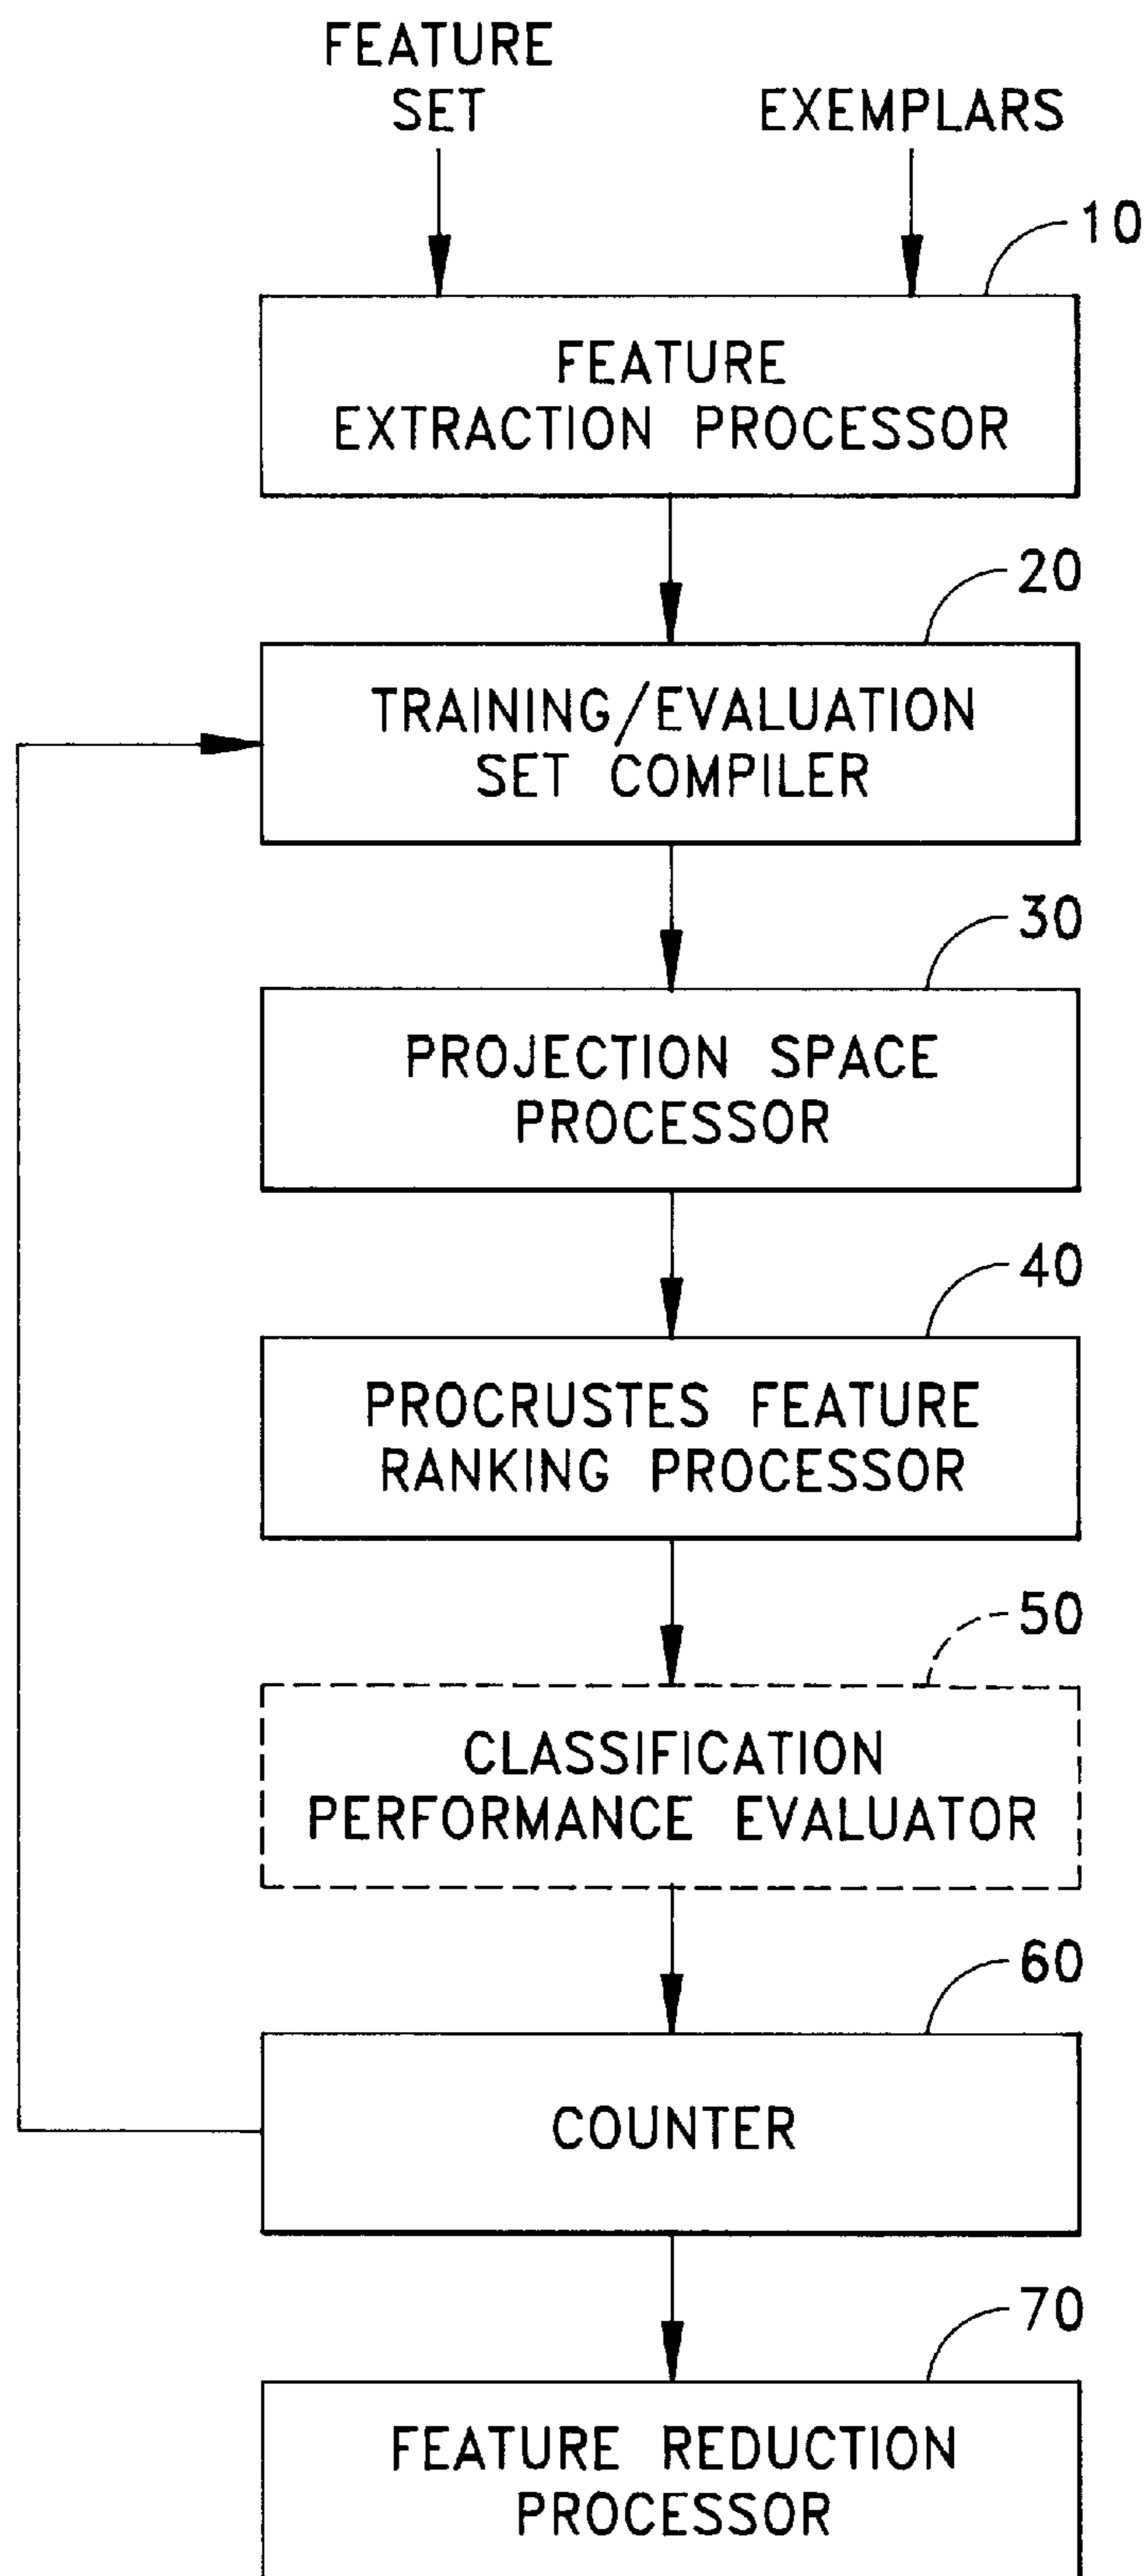 FEATURE
SET
EXEMPLARS
10
FEATURE
EXTRACTION PROCESSOR
20
TRAINING/EVALUATION
SET COMPILER
30
PROJECTION SPACE
PROCESSOR
40
PROCRUSTES FEATURE
RANKING PROCESSOR
50
CLASSIFICATION
PERFORMANCE EVALUATOR
60
COUNTER
70
FEATURE REDUCTION
PROCESSOR